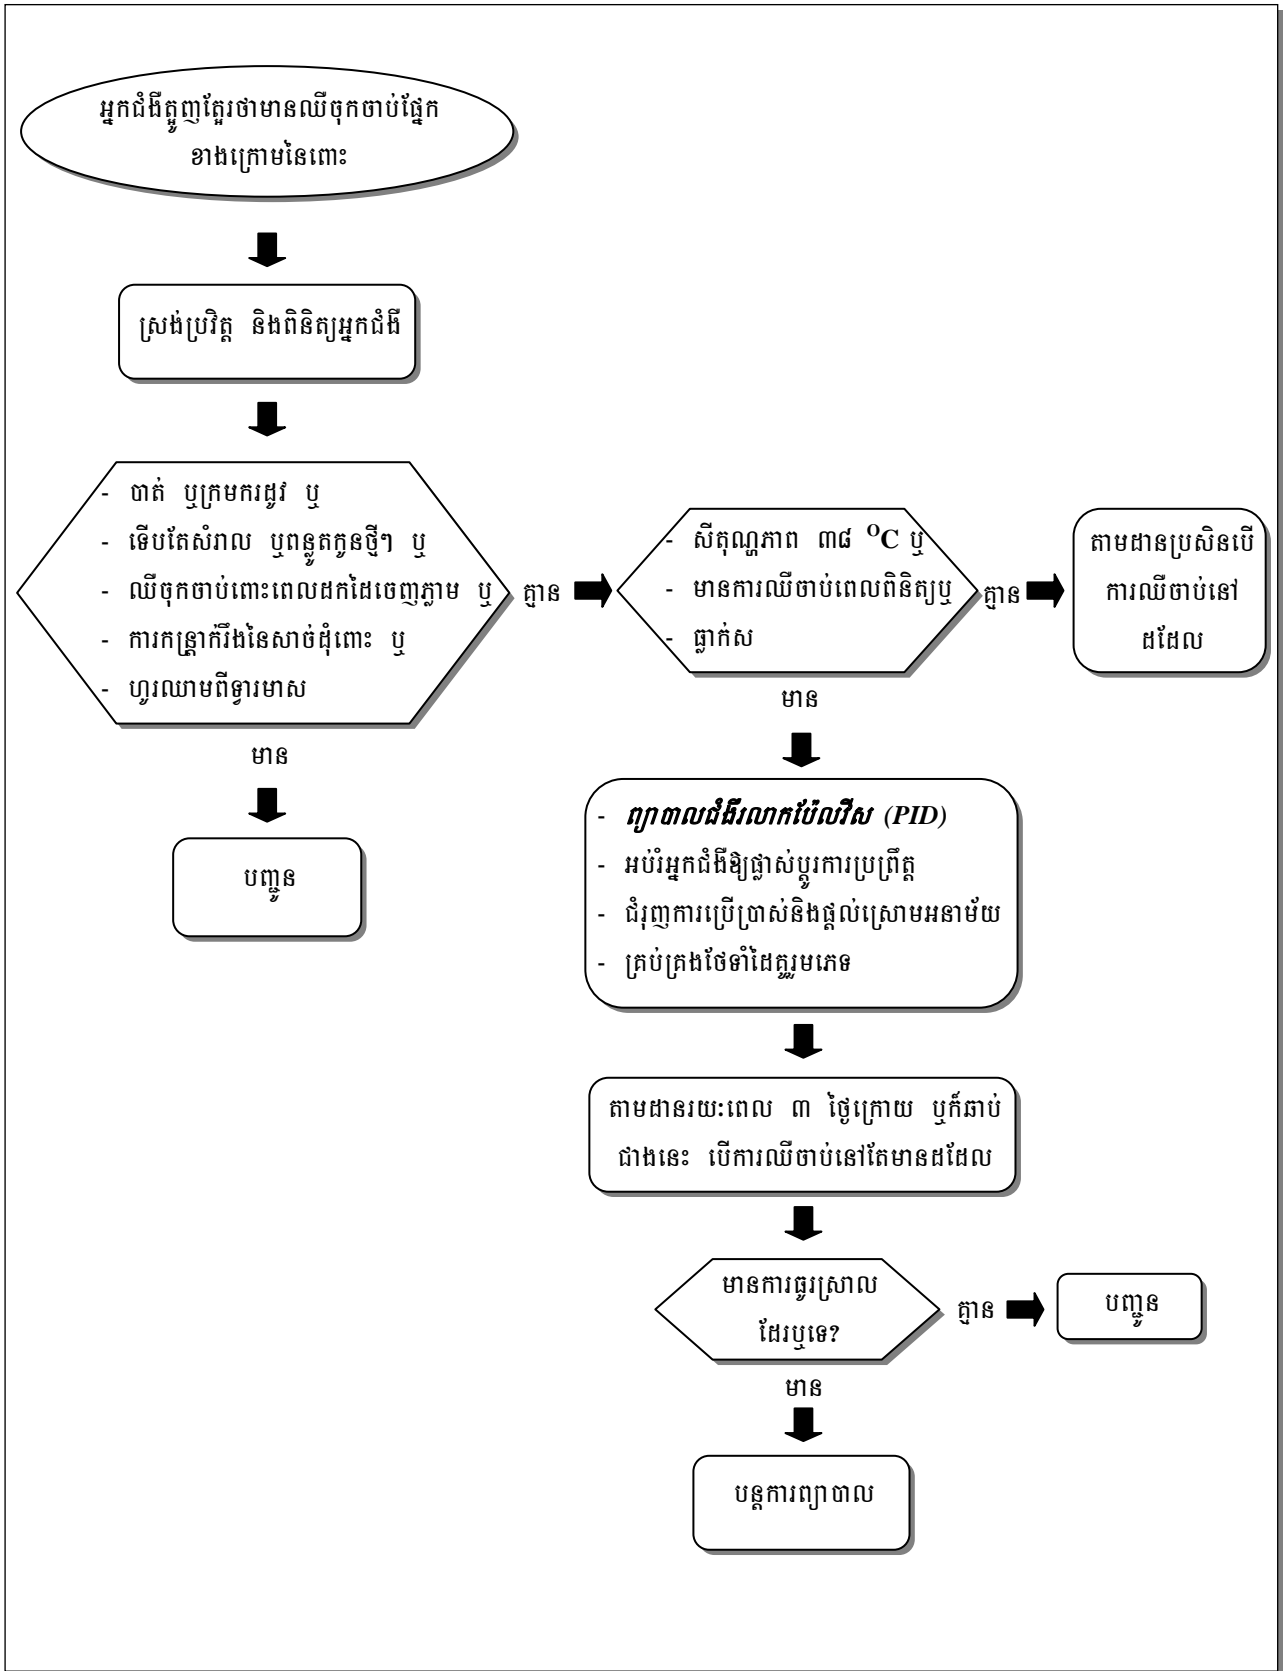 អ្នកជំងឺត្អូញត្អែរថាមានឈឺចុកចាប់ផ្នែក
ខាងក្រោមនៃពោះ
ស្រង់ប្រវិត្ត និងពិនិត្យអ្នកជំងឺ
- បាត់ ឬក្រមករដូវ ឬ
- ទើបតែសំរាល ឬពន្លូតកូនថ្មីៗ ឬ
- ឈឺចុកចាប់ពោះពេលដកដៃចេញភ្លាម ឬ
- ការកន្ត្រាក់រឹងនៃសាច់ដុំពោះ ឬ
- ហូរឈាមពីទ្វារមាស
គ្មាន
- សីតុណ្ហភាព ៣៨ ᴼC ឬ
- មានការឈឺចាប់ពេលពិនិត្យឬ
- ធ្លាក់ស
គ្មាន
តាមដានប្រសិនបើ
ការឈឺចាប់នៅ
ដដែល
មាន
បញ្ជូន
មាន
- ព្យាបាលជំងឺរលាកប៉ែលវីស (PID)
- អប់រំអ្នកជំងឺឱ្យផ្លាស់ប្តូរការប្រព្រឹត្ត
- ជំរុញការប្រើប្រាស់និងផ្តល់ស្រោមអនាម័យ
- គ្រប់គ្រងថែទាំដៃគូរួមភេទ
តាមដានរយៈពេល ៣ ថ្ងៃក្រោយ ឬក៏ឆាប់
ជាងនេះ បើការឈឺចាប់នៅតែមានដដែល
មានការធូរស្រាល
ដែរឬទេ?
គ្មាន
បញ្ជូន
មាន
បន្តការព្យាបាល